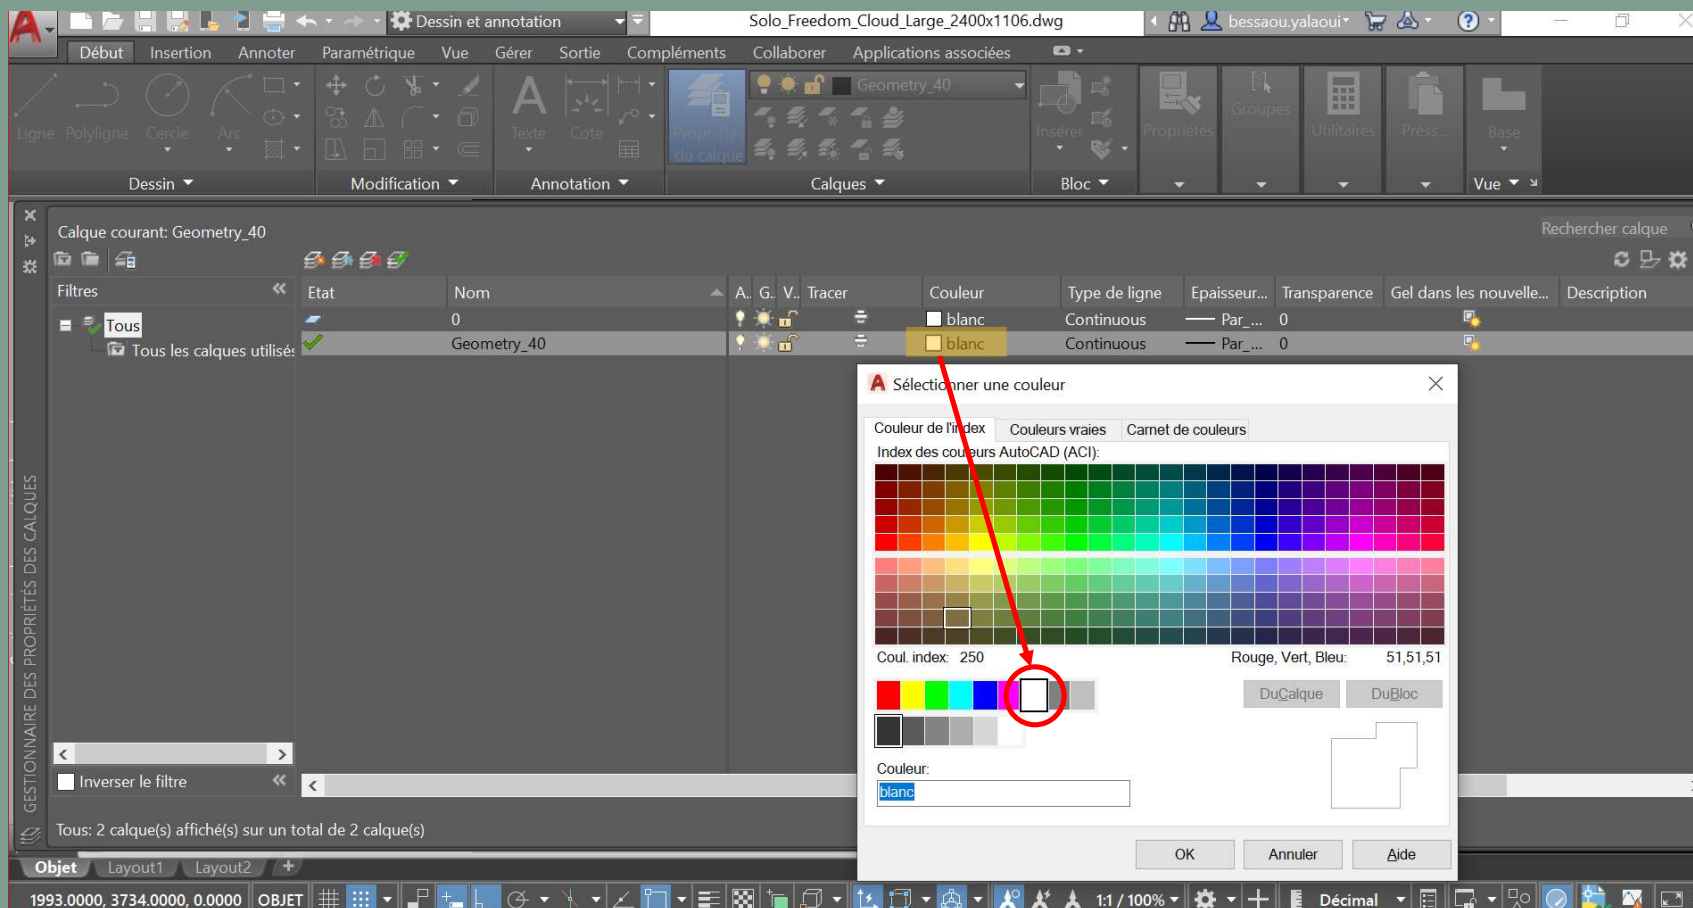 Dessin et annotation
Solo_Freedom_Cloud_Large_2400x1106.dwg
bessaou.yalaoui
Début Insertion Annoter Paramétrique Vue Gérer Sortie Compléments Collaborer Applications associées
Geometry_40
Ligne Polyligne Cercle Arc
Texte Cote
Propriétés
du calque
Insérer
Propriétés
Groupes
Utilitaires
Press...
Base
Dessin Modification Annotation Calques Bloc Vue
Calque courant: Geometry_40
Rechercher calque
Filtres
Etat Nom A.. G.. V.. Tracer Couleur Type de ligne Epaisseur... Transparence Gel dans les nouvelle... Description
Tous
0 blanc Continuous Par_... 0
Tous les calques utilisés
Geometry_40 blanc Continuous Par_... 0
Sélectionner une couleur
Couleur de l'index Couleurs vraies Carnet de couleurs
Index des couleurs AutoCAD (ACI):
Coul. index: 250 Rouge, Vert, Bleu: 51,51,51
DuCalque DuBloc
Couleur:
blanc
OK Annuler Aide
GESTIONNAIRE DES PROPRIÉTÉS DES CALQUES
Inverser le filtre
Tous: 2 calque(s) affiché(s) sur un total de 2 calque(s)
Objet Layout1 Layout2 +
1993.0000, 3734.0000, 0.0000 OBJET 1:1 / 100% Décimal